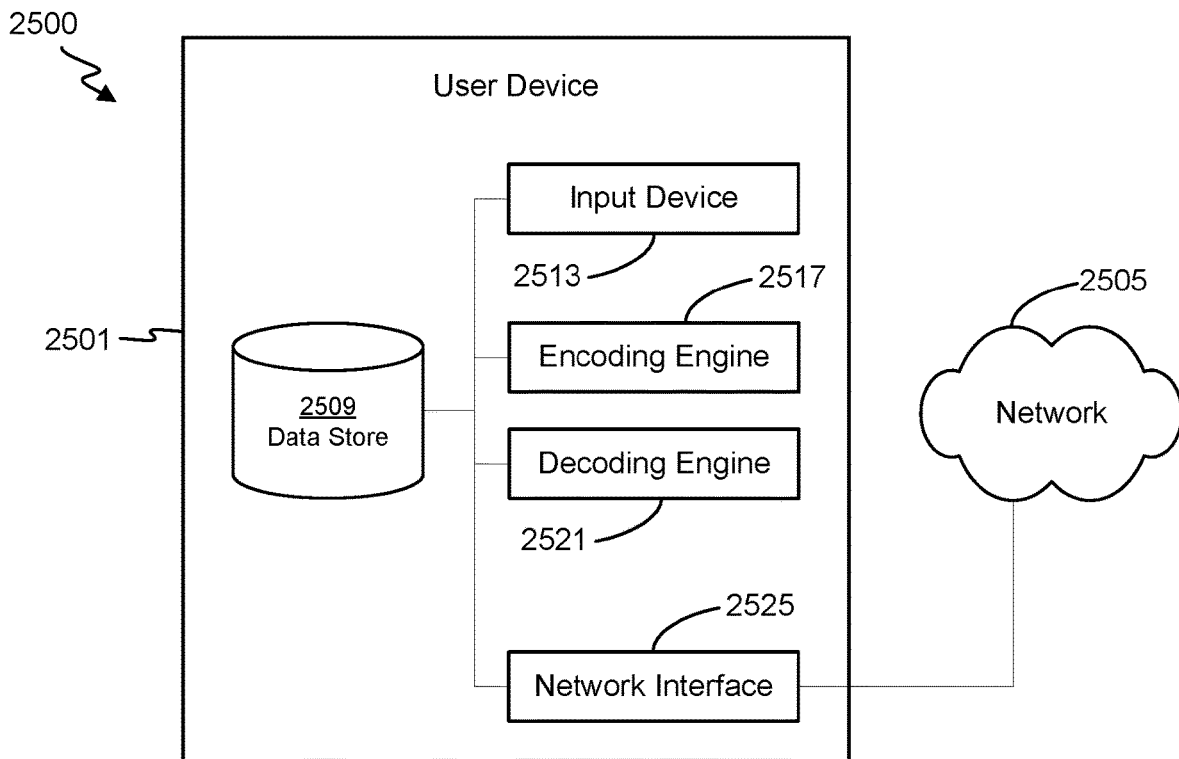 2500
User Device
Input Device
2513
2517
2505
2501
Encoding Engine
2509
Data Store
Network
Decoding Engine
2521
2525
Network Interface